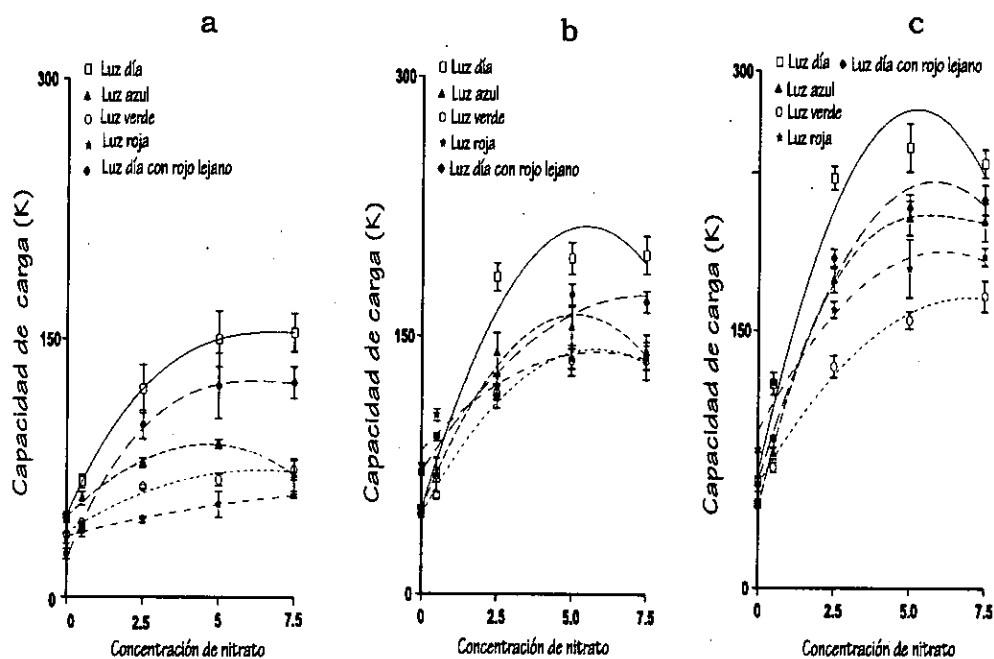 a
300
Luz día
Luz azul
Luz verde
Luz roja
Luz día con rojo lejano
150
0
Capacidad de carga (K)
0
2.5
5
7.5
Concentración de nitrato
b
300
Luz día
Luz azul
Luz verde
Luz roja
Luz día con rojo lejano
150
0
Capacidad de carga (K)
0
2.5
5.0
7.5
Concentración de nitrato
c
300
Luz día Luz día con rojo lejano
Luz azul
Luz verde
Luz roja
150
0
Capacidad de carga (K)
0
2.5
5.0
7.5
Concentración de nitrato